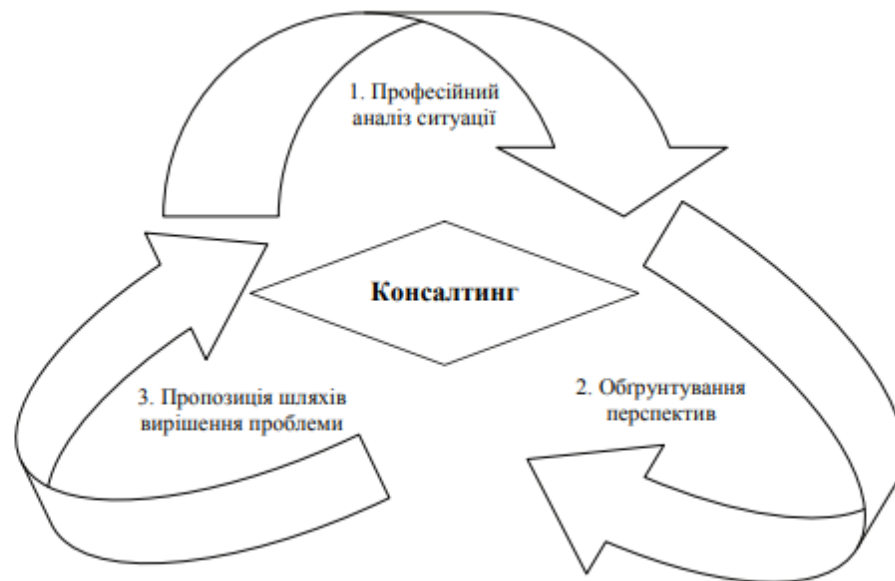 1. Професійний
аналіз ситуації
Консалтинг
2. Обґрунтування
перспектив
3. Пропозиція шляхів
вирішення проблеми